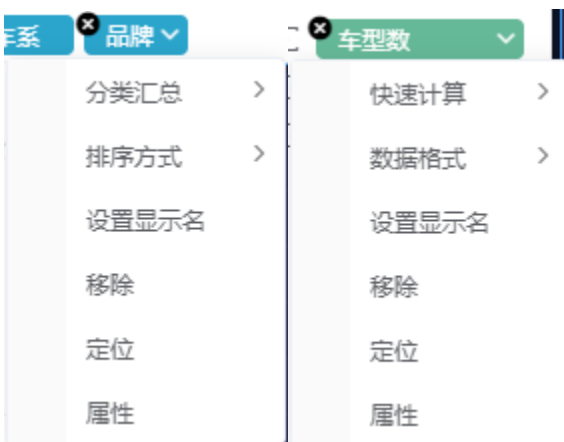 车系
品牌
分类汇总
排序方式
设置显示名
移除
定位
属性
车型数
快速计算
数据格式
设置显示名
移除
定位
属性